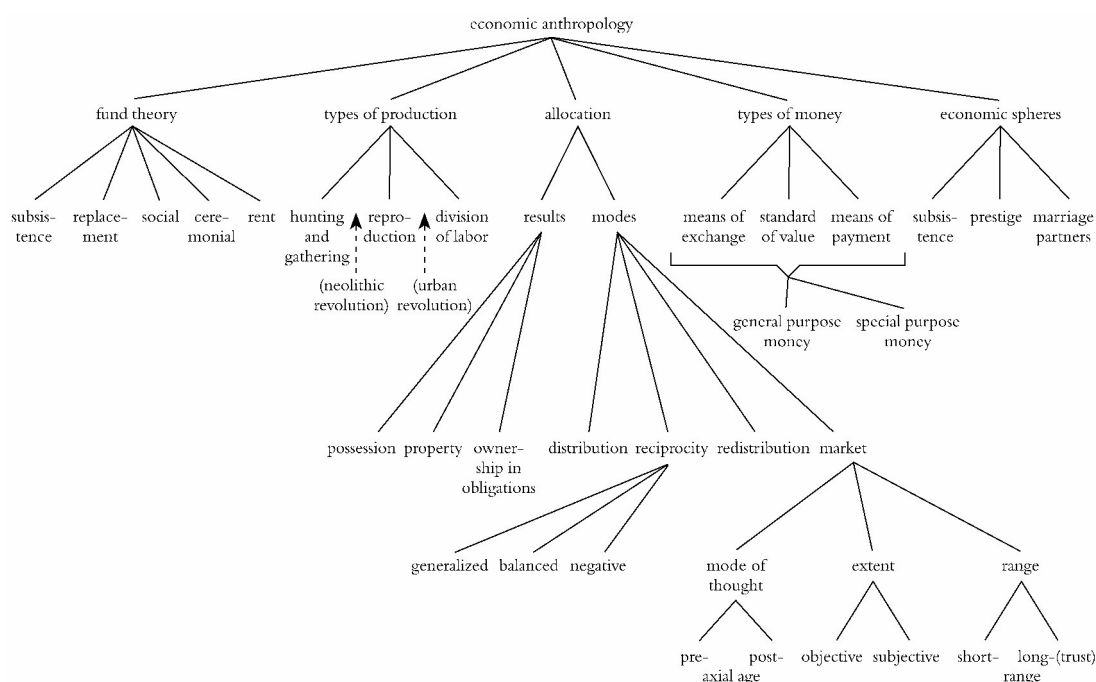 economic anthropology
fund theory types of production allocation types of money economic spheres
subsis- replace- social cere- rent hunting repro- division results modes means of standard means of subsis- prestige marriage
tence ment monial and duction of labor exchange of value payment tence partners
gathering
(neolithic (urban
revolution) revolution)
general purpose special purpose
money money
possession property owner- distribution reciprocity redistribution market
ship in
obligations
generalized balanced negative mode of extent range
thought
pre- post- objective subjective short- long-(trust)
axial age range